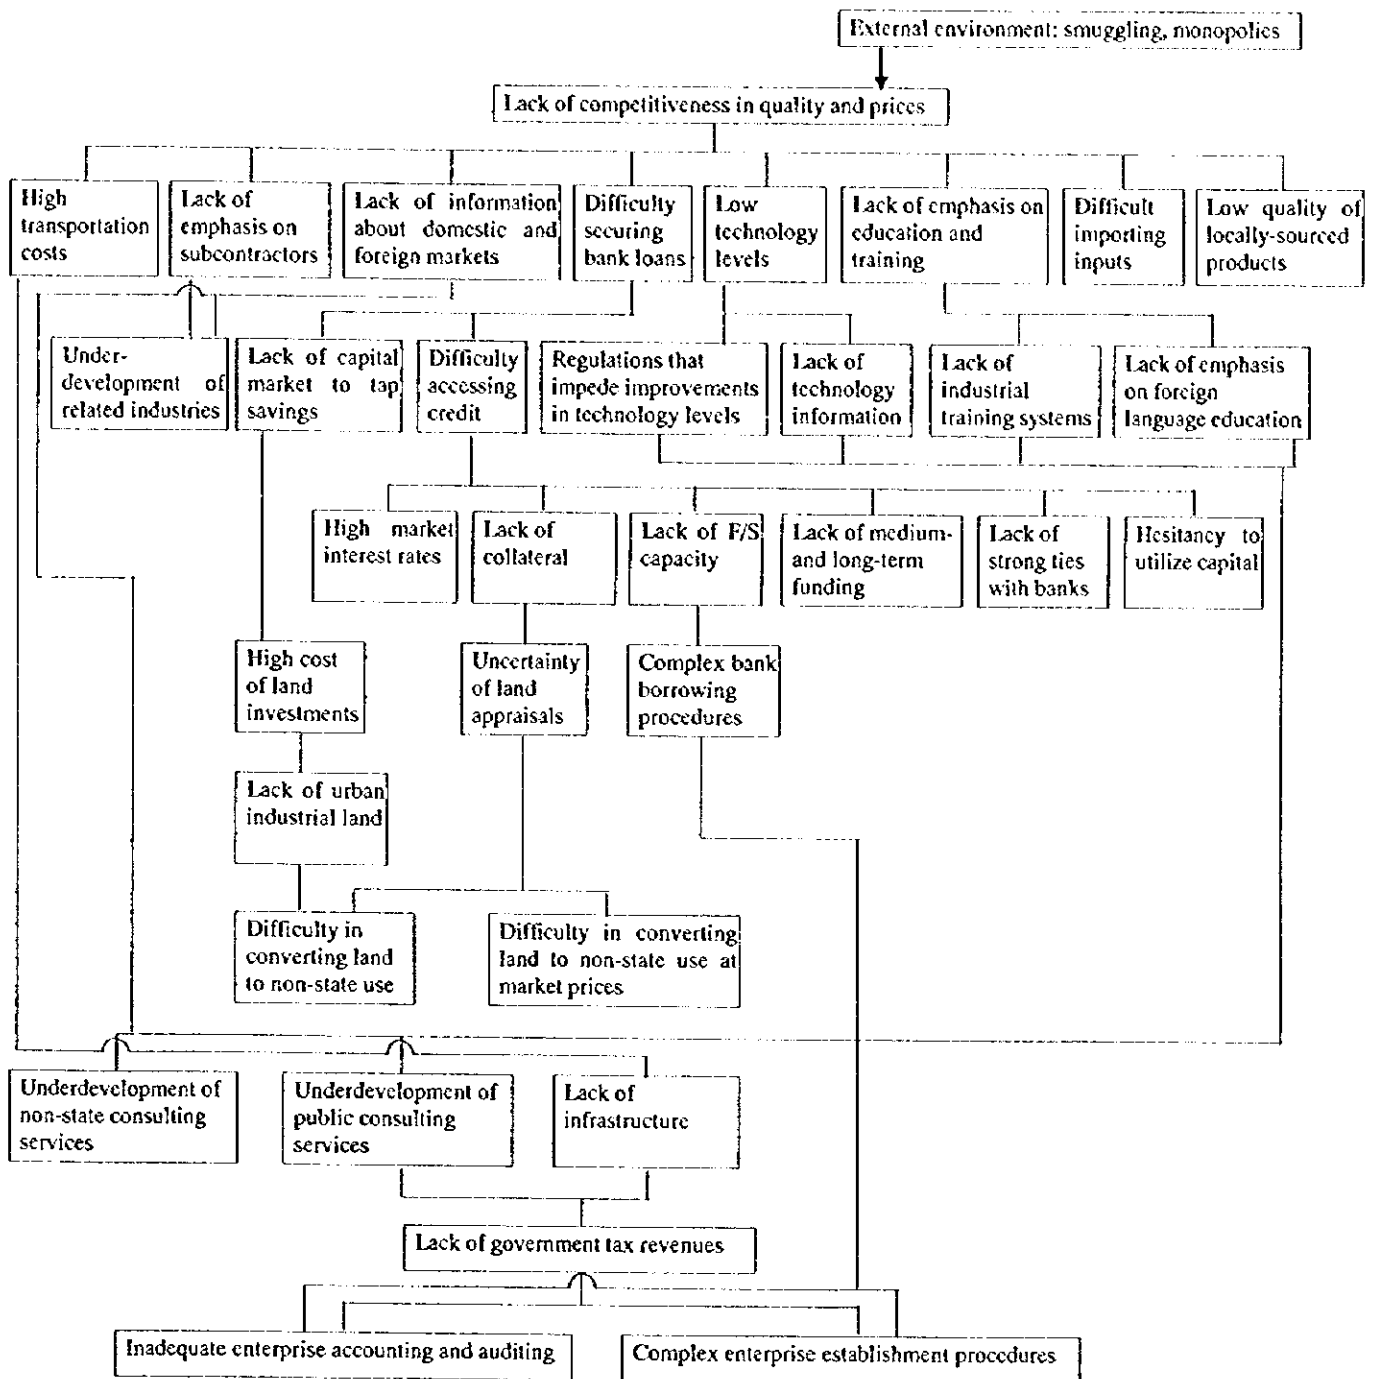 External environment: smuggling, monopolies
Lack of competitiveness in quality and prices
High
transportation
costs
Lack of
emphasis on
subcontractors
Lack of information
about domestic and
foreign markets
Difficulty
securing
bank loans
Low
technology
levels
Lack of emphasis on
education and
training
Difficult
importing
inputs
Low quality of
locally-sourced
products
Under-
development of
related industries
Lack of capital
market to tap
savings
Difficulty
accessing
credit
Regulations that
impede improvements
in technology levels
Lack of
technology
information
Lack of
industrial
training systems
Lack of emphasis
on foreign
language education
High market
interest rates
Lack of
collateral
Lack of F/S
capacity
Lack of medium-
and long-term
funding
Lack of
strong ties
with banks
Hesitancy to
utilize capital
High cost
of land
investments
Uncertainty
of land
appraisals
Complex bank
borrowing
procedures
Lack of urban
industrial land
Difficulty in
converting land
to non-state use
Difficulty in converting
land to non-state use at
market prices
Underdevelopment of
non-state consulting
services
Underdevelopment of
public consulting
services
Lack of
infrastructure
Lack of government tax revenues
Inadequate enterprise accounting and auditing
Complex enterprise establishment procedures